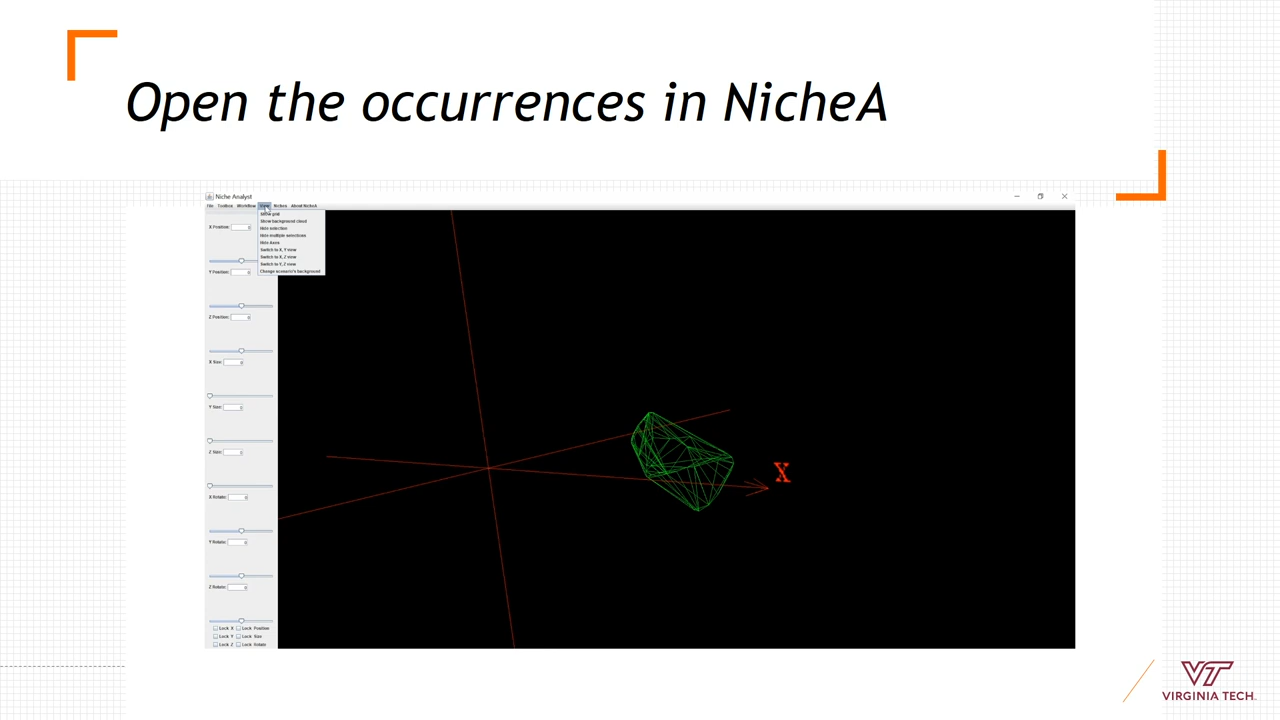 Open the occurrences in NicheA
Niche Analyst
File Toolbox Workflow View Niches About NicheA
Show grid
Show background cloud
Hide selection
Hide multiple selections
Hide Axes
Switch to X, Y view
Switch to X, Z view
Switch to Y, Z view
Change scenario's background
X Position:
Y Position:
Z Position:
X Size:
Y Size:
Z Size:
X Rotate:
Y Rotate:
Z Rotate:
Lock X Lock Position
Lock Y Lock Size
Lock Z Lock Rotate
X
VT
VIRGINIA TECH